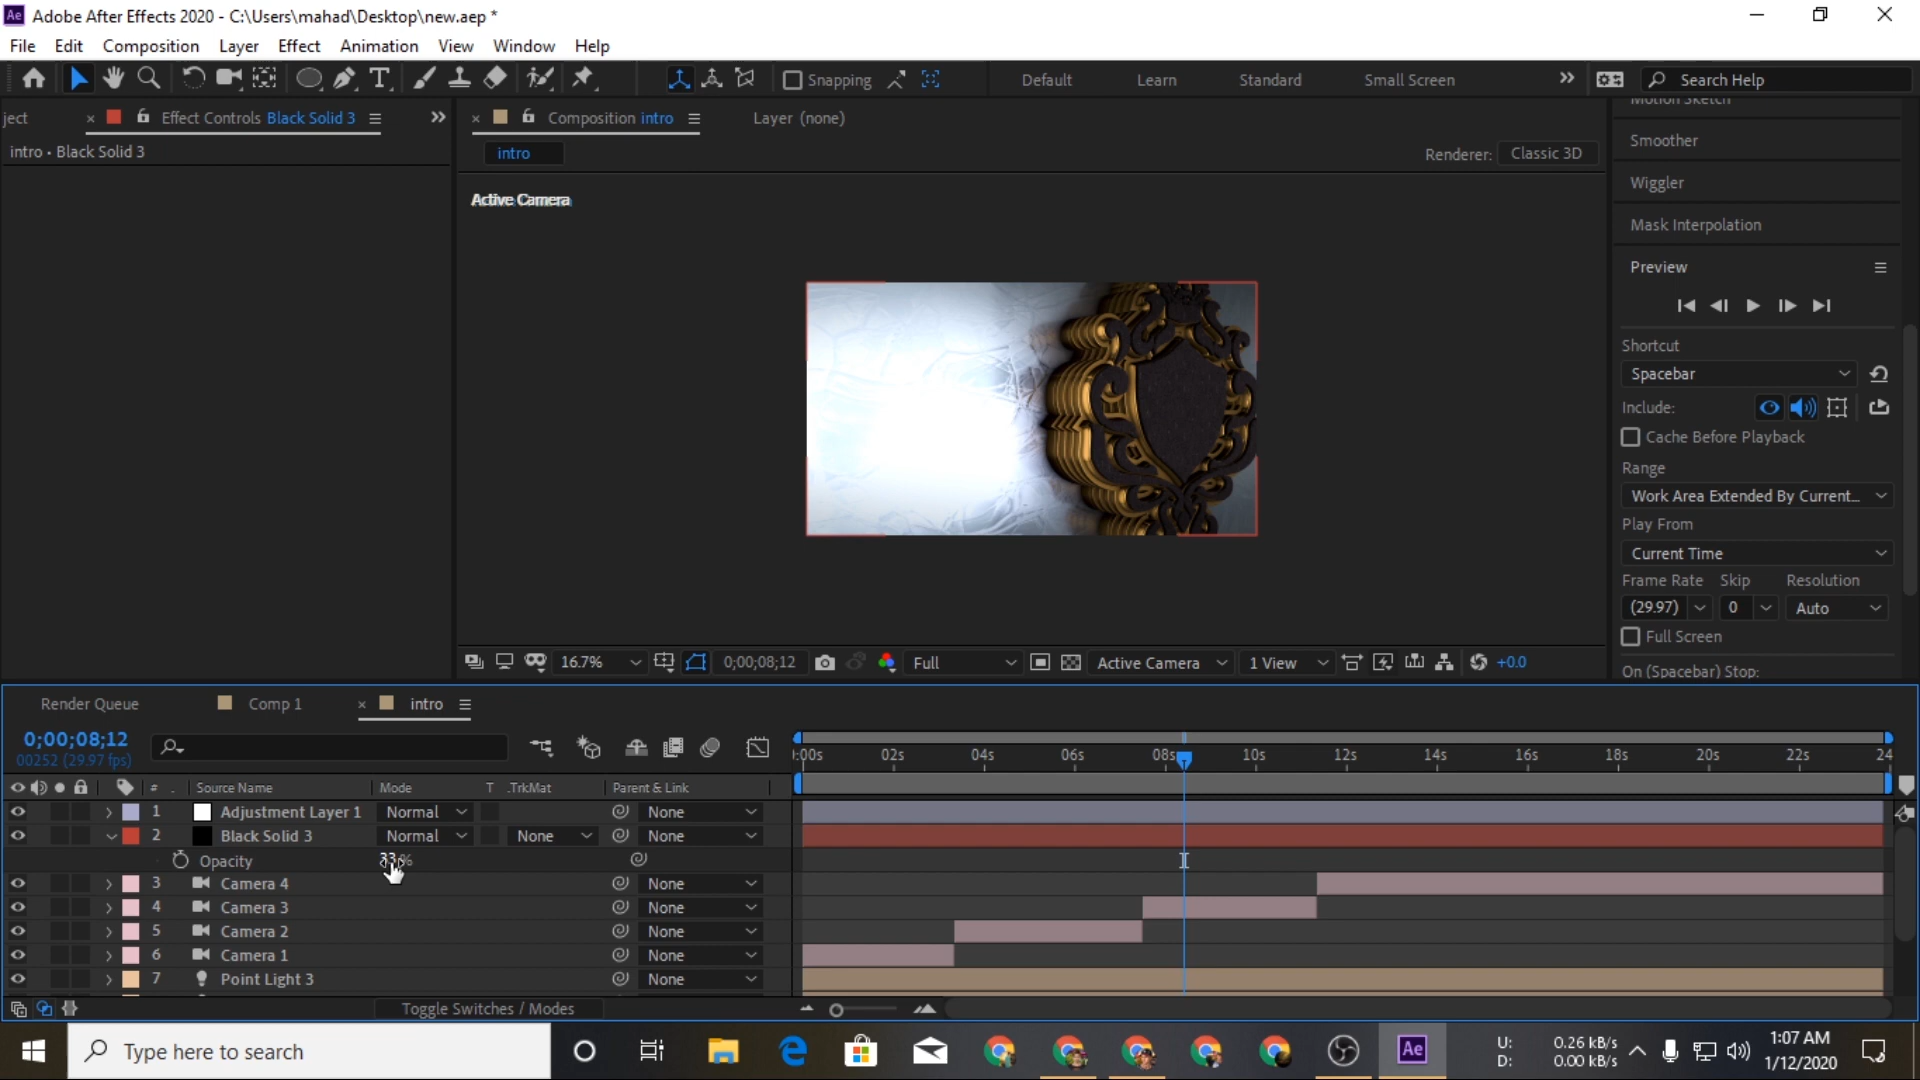 Ae Adobe After Effects 2020 - C:\Users\mahad\Desktop\new.aep *
File Edit Composition Layer Effect Animation View Window Help
Snapping Default Learn Standard Small Screen Search Help
ject Effect Controls Black Solid 3 Composition intro Layer (none)
Motion Sketch
intro • Black Solid 3
intro
Renderer: Classic 3D
Active Camera
Smoother
Wiggler
Mask Interpolation
Preview
Shortcut
Spacebar
Include:
Cache Before Playback
Range
Work Area Extended By Current...
Play From
Current Time
Frame Rate Skip Resolution
(29.97) 0 Auto
Full Screen
On (Spacebar) Stop:
16.7% 0;00;08;12 Full Active Camera 1 View +0.0
Render Queue Comp 1 intro
0;00;08;12
00252 (29.97 fps)
:00s 02s 04s 06s 08s 10s 12s 14s 16s 18s 20s 22s 24
# . Source Name Mode T .TrkMat Parent & Link
1 Adjustment Layer 1 Normal None
2 Black Solid 3 Normal None None
Opacity %
3 Camera 4 None
4 Camera 3 None
5 Camera 2 None
6 Camera 1 None
7 Point Light 3 None
Toggle Switches / Modes
Type here to search
Ae
U: 0.26 kB/s
D: 0.00 kB/s
1:07 AM
1/12/2020